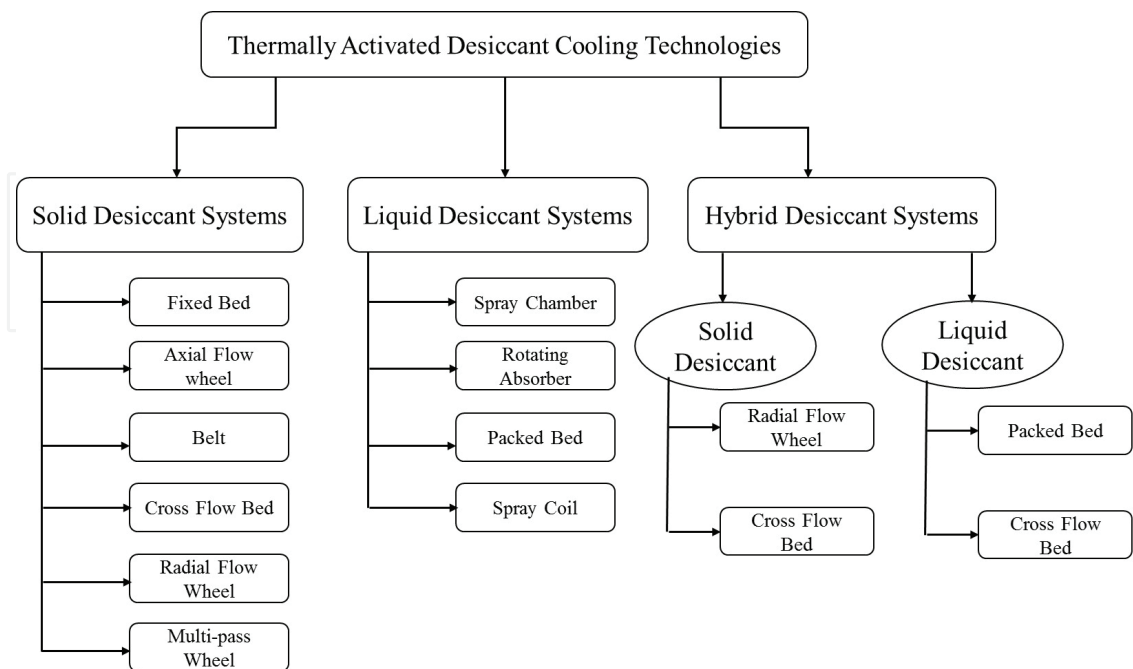 Thermally Activated Desiccant Cooling Technologies
Solid Desiccant Systems
Fixed Bed
Axial Flow
wheel
Belt
Cross Flow Bed
Radial Flow
Wheel
Multi-pass
Wheel
Liquid Desiccant Systems
Spray Chamber
Rotating
Absorber
Packed Bed
Spray Coil
Hybrid Desiccant Systems
Solid
Desiccant
Radial Flow
Wheel
Cross Flow
Bed
Liquid
Desiccant
Packed Bed
Cross Flow
Bed